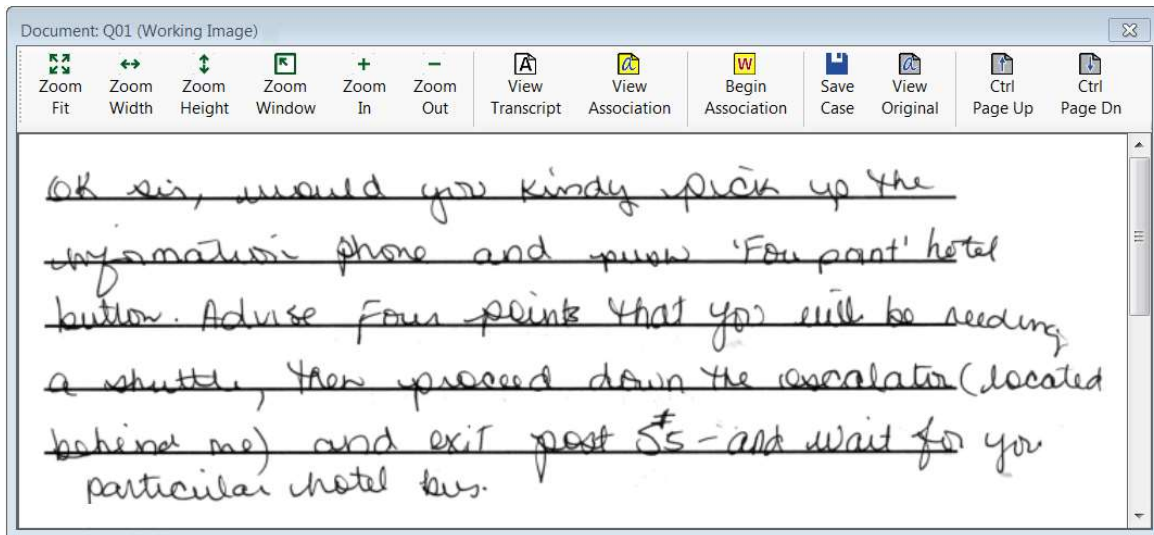 Document: Q01 (Working Image)
Zoom Zoom Zoom Zoom Zoom Zoom View View Begin Save View Ctrl Ctrl
Fit Width Height Window In Out Transcript Association Association Case Original Page Up Page Dn
OK sir, would you kindy pick up the
information phone and push 'Fou pant' hotel
button. Advise Four points that you will be needing
a shuttle, then proceed down the escalator (located
behind me) and exit post S#5 - and wait for you
particular hotel bus.